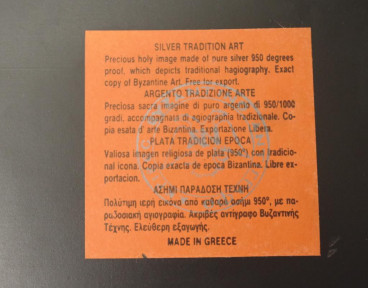 SILVER TRADITION ART
Precious holy image made of pure silver 950 degrees
proof, which depicts traditional hagiography. Exact
copy of Byzantine Art. Free for export.
ARGENTO TRADIZIONE ARTE
Preciosa sacra imagine di puro argento di 950/1000
gradi, accompagnata di agiographia tradizionale. Co-
pia esata d' arte Bizantina. Exportazione Libera.
PLATA TRADICION EPOCA
Valiosa imagen religiosa de plata (950°) con tradicio-
nal icona. Copia exacta de epoca Bizantina. Libre ex-
portacion.
ΑΣΗΜΙ ΠΑΡΑΔΟΣΗ ΤΕΧΝΗ
Πολύτιμη ιερή εικόνα από καθαρό ασήμι 950°, με πα-
ραδοσιακή αγιογραφία. Ακριβές αντίγραφο Βυζαντινής
Τέχνης. Ελεύθερη εξαγωγής.
MADE IN GREECE